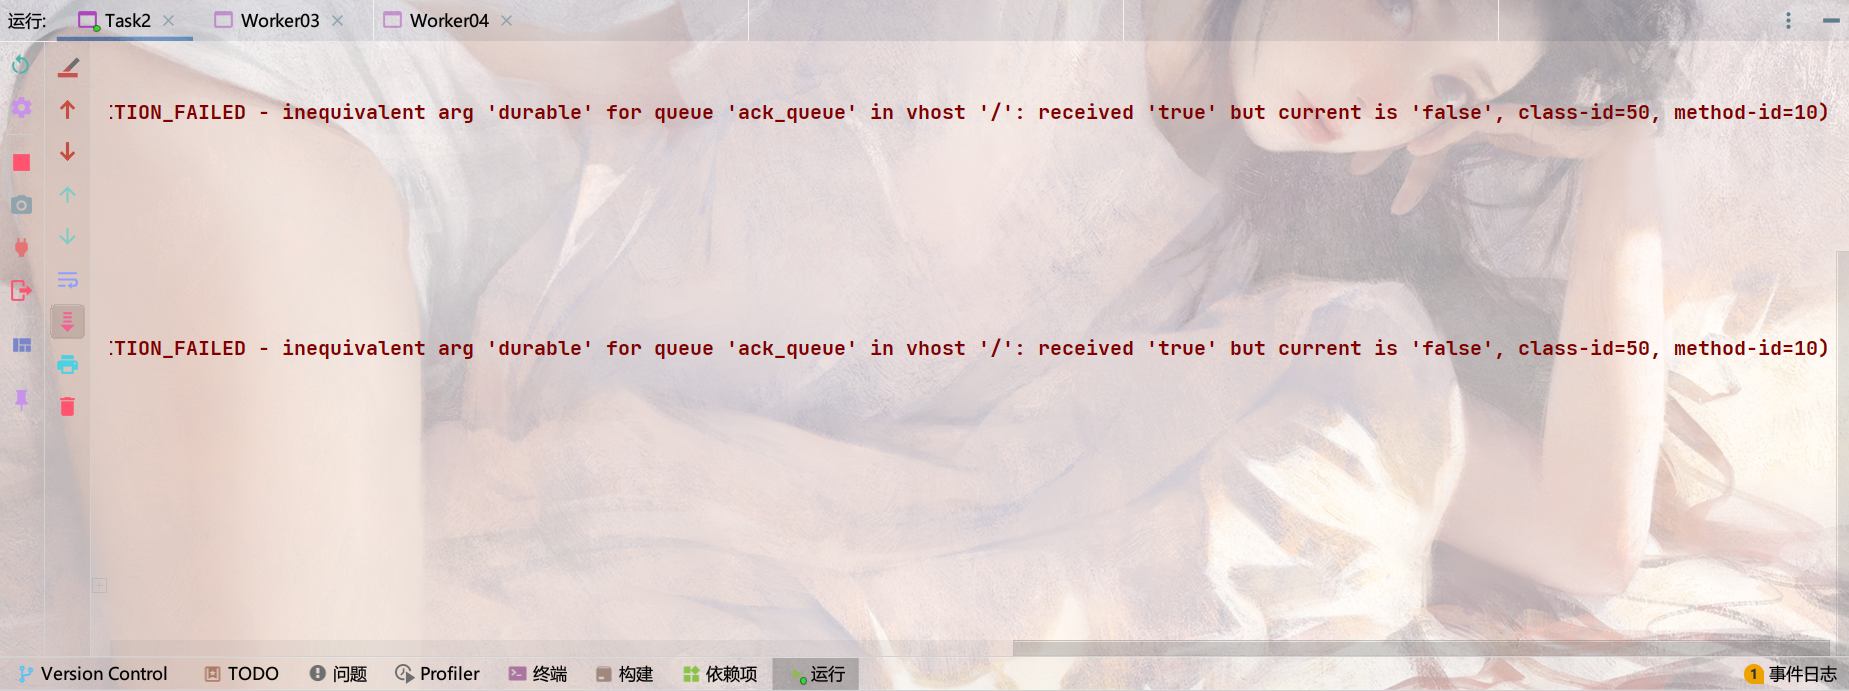 运行: Task2 Worker03 Worker04
ITION_FAILED - inequivalent arg 'durable' for queue 'ack_queue' in vhost '/': received 'true' but current is 'false', class-id=50, method-id=10)
ITION_FAILED - inequivalent arg 'durable' for queue 'ack_queue' in vhost '/': received 'true' but current is 'false', class-id=50, method-id=10)
Version Control TODO 问题 Profiler 终端 构建 依赖项 运行 1 事件日志